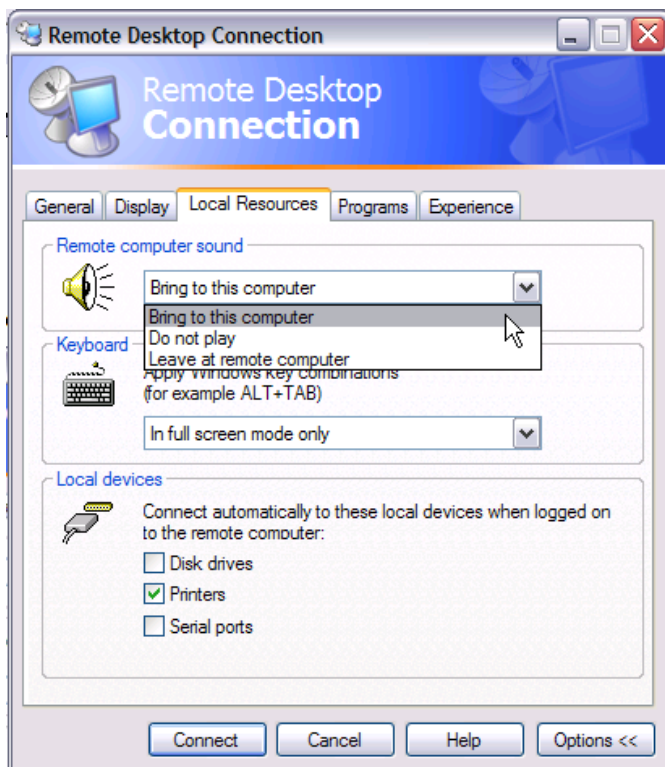 Remote Desktop Connection
Remote Desktop
Connection
General Display Local Resources Programs Experience
Remote computer sound
Bring to this computer
Bring to this computer
Do not play
Leave at remote computer
Keyboard
Apply Windows key combinations
(for example ALT+TAB)
In full screen mode only
Local devices
Connect automatically to these local devices when logged on
to the remote computer:
Disk drives
Printers
Serial ports
Connect Cancel Help Options <<